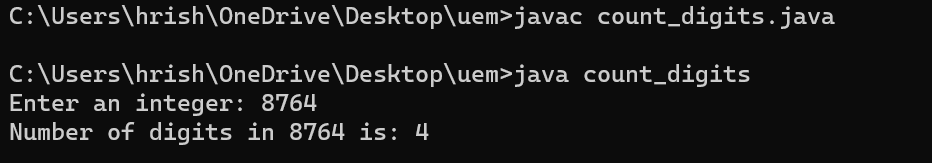 C:\Users\hrish\OneDrive\Desktop\uem>javac count_digits.java
C:\Users\hrish\OneDrive\Desktop\uem>java count_digits
Enter an integer: 8764
Number of digits in 8764 is: 4